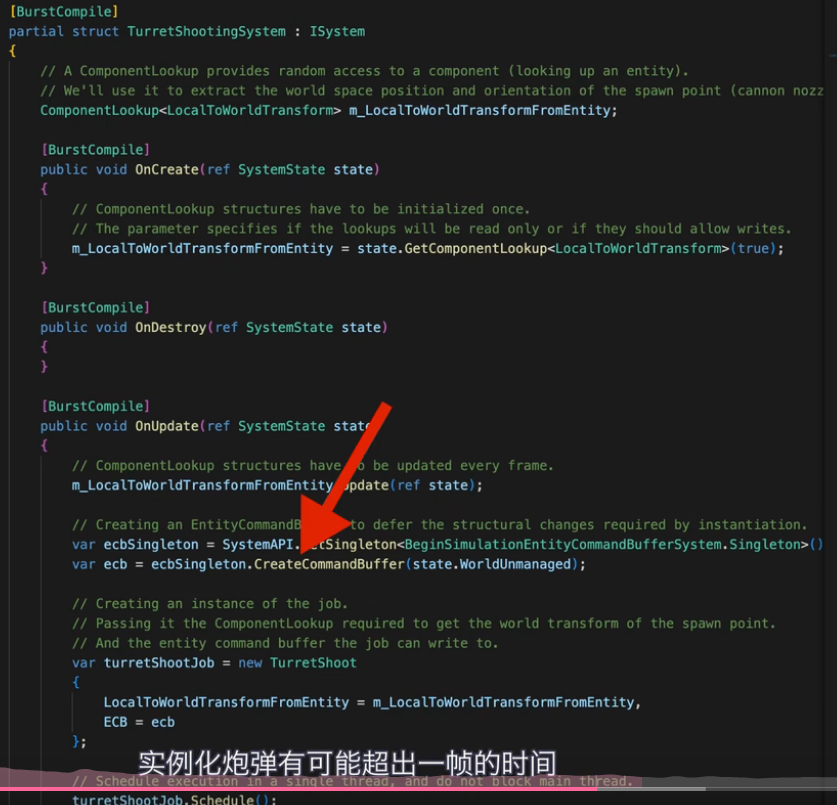 [BurstCompile]
partial struct TurretShootingSystem : ISystem
{
// A ComponentLookup provides random access to a component (looking up an entity).
// We'll use it to extract the world space position and orientation of the spawn point (cannon nozz
ComponentLookup<LocalToWorldTransform> m_LocalToWorldTransformFromEntity;
[BurstCompile]
public void OnCreate(ref SystemState state)
{
// ComponentLookup structures have to be initialized once.
// The parameter specifies if the lookups will be read only or if they should allow writes.
m_LocalToWorldTransformFromEntity = state.GetComponentLookup<LocalToWorldTransform>(true);
}
[BurstCompile]
public void OnDestroy(ref SystemState state)
{
}
[BurstCompile]
public void OnUpdate(ref SystemState state
{
// ComponentLookup structures have to be updated every frame.
m_LocalToWorldTransformFromEntity.Update(ref state);
// Creating an EntityCommandB to defer the structural changes required by instantiation.
var ecbSingleton = SystemAPI.GetSingleton<BeginSimulationEntityCommandBufferSystem.Singleton>()
var ecb = ecbSingleton.CreateCommandBuffer(state.WorldUnmanaged);
// Creating an instance of the job.
// Passing it the ComponentLookup required to get the world transform of the spawn point.
// And the entity command buffer the job can write to.
var turretShootJob = new TurretShoot
{
LocalToWorldTransformFromEntity = m_LocalToWorldTransformFromEntity,
ECB = ecb
};
实例化炮弹有可能超出一帧的时间
// Schedule execution in a single thread, and do not block main thread.
turretShootJob.Schedule();